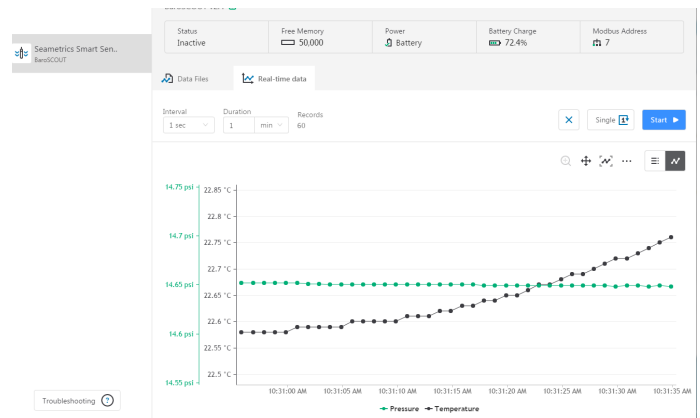 Status
Inactive
Free Memory
50,000
Power
Battery
Battery Charge
72.4%
Modbus Address
7
Seametrics Smart Sen..
BaroSCOUT
Data Files
Real-time data
Interval
1 sec
Duration
1 min
Records
60
Single 1
Start
14.75 psi
14.7 psi
14.65 psi
14.6 psi
14.55 psi
22.85 °C
22.8 °C
22.75 °C
22.7 °C
22.65 °C
22.6 °C
22.55 °C
22.5 °C
10:31:00 AM 10:31:05 AM 10:31:10 AM 10:31:15 AM 10:31:20 AM 10:31:25 AM 10:31:30 AM 10:31:35 AM
Pressure Temperature
Troubleshooting ?